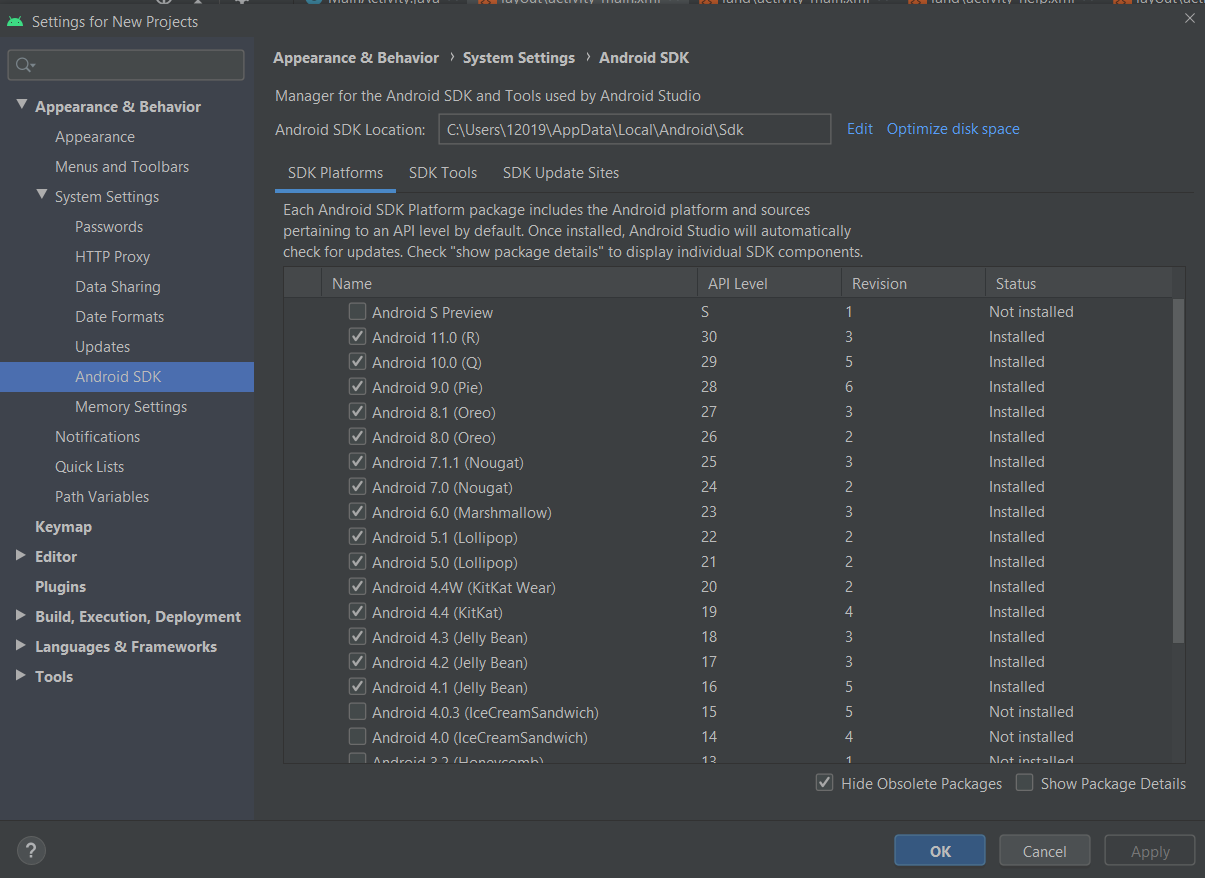 MainActivity.java layout\activity_main.xml land\activity_main.xml land\activity_help.xml
Settings for New Projects
Appearance & Behavior
Appearance
Menus and Toolbars
System Settings
Passwords
HTTP Proxy
Data Sharing
Date Formats
Updates
Android SDK
Memory Settings
Notifications
Quick Lists
Path Variables
Keymap
Editor
Plugins
Build, Execution, Deployment
Languages & Frameworks
Tools
Appearance & Behavior › System Settings › Android SDK
Manager for the Android SDK and Tools used by Android Studio
Android SDK Location: C:\Users\12019\AppData\Local\Android\Sdk Edit Optimize disk space
SDK Platforms SDK Tools SDK Update Sites
Each Android SDK Platform package includes the Android platform and sources
pertaining to an API level by default. Once installed, Android Studio will automatically
check for updates. Check "show package details" to display individual SDK components.
Name API Level Revision Status
Android S Preview S 1 Not installed
Android 11.0 (R) 30 3 Installed
Android 10.0 (Q) 29 5 Installed
Android 9.0 (Pie) 28 6 Installed
Android 8.1 (Oreo) 27 3 Installed
Android 8.0 (Oreo) 26 2 Installed
Android 7.1.1 (Nougat) 25 3 Installed
Android 7.0 (Nougat) 24 2 Installed
Android 6.0 (Marshmallow) 23 3 Installed
Android 5.1 (Lollipop) 22 2 Installed
Android 5.0 (Lollipop) 21 2 Installed
Android 4.4W (KitKat Wear) 20 2 Installed
Android 4.4 (KitKat) 19 4 Installed
Android 4.3 (Jelly Bean) 18 3 Installed
Android 4.2 (Jelly Bean) 17 3 Installed
Android 4.1 (Jelly Bean) 16 5 Installed
Android 4.0.3 (IceCreamSandwich) 15 5 Not installed
Android 4.0 (IceCreamSandwich) 14 4 Not installed
Android 3.2 (Honeycomb) 13 1 Not installed
Hide Obsolete Packages Show Package Details
? OK Cancel Apply